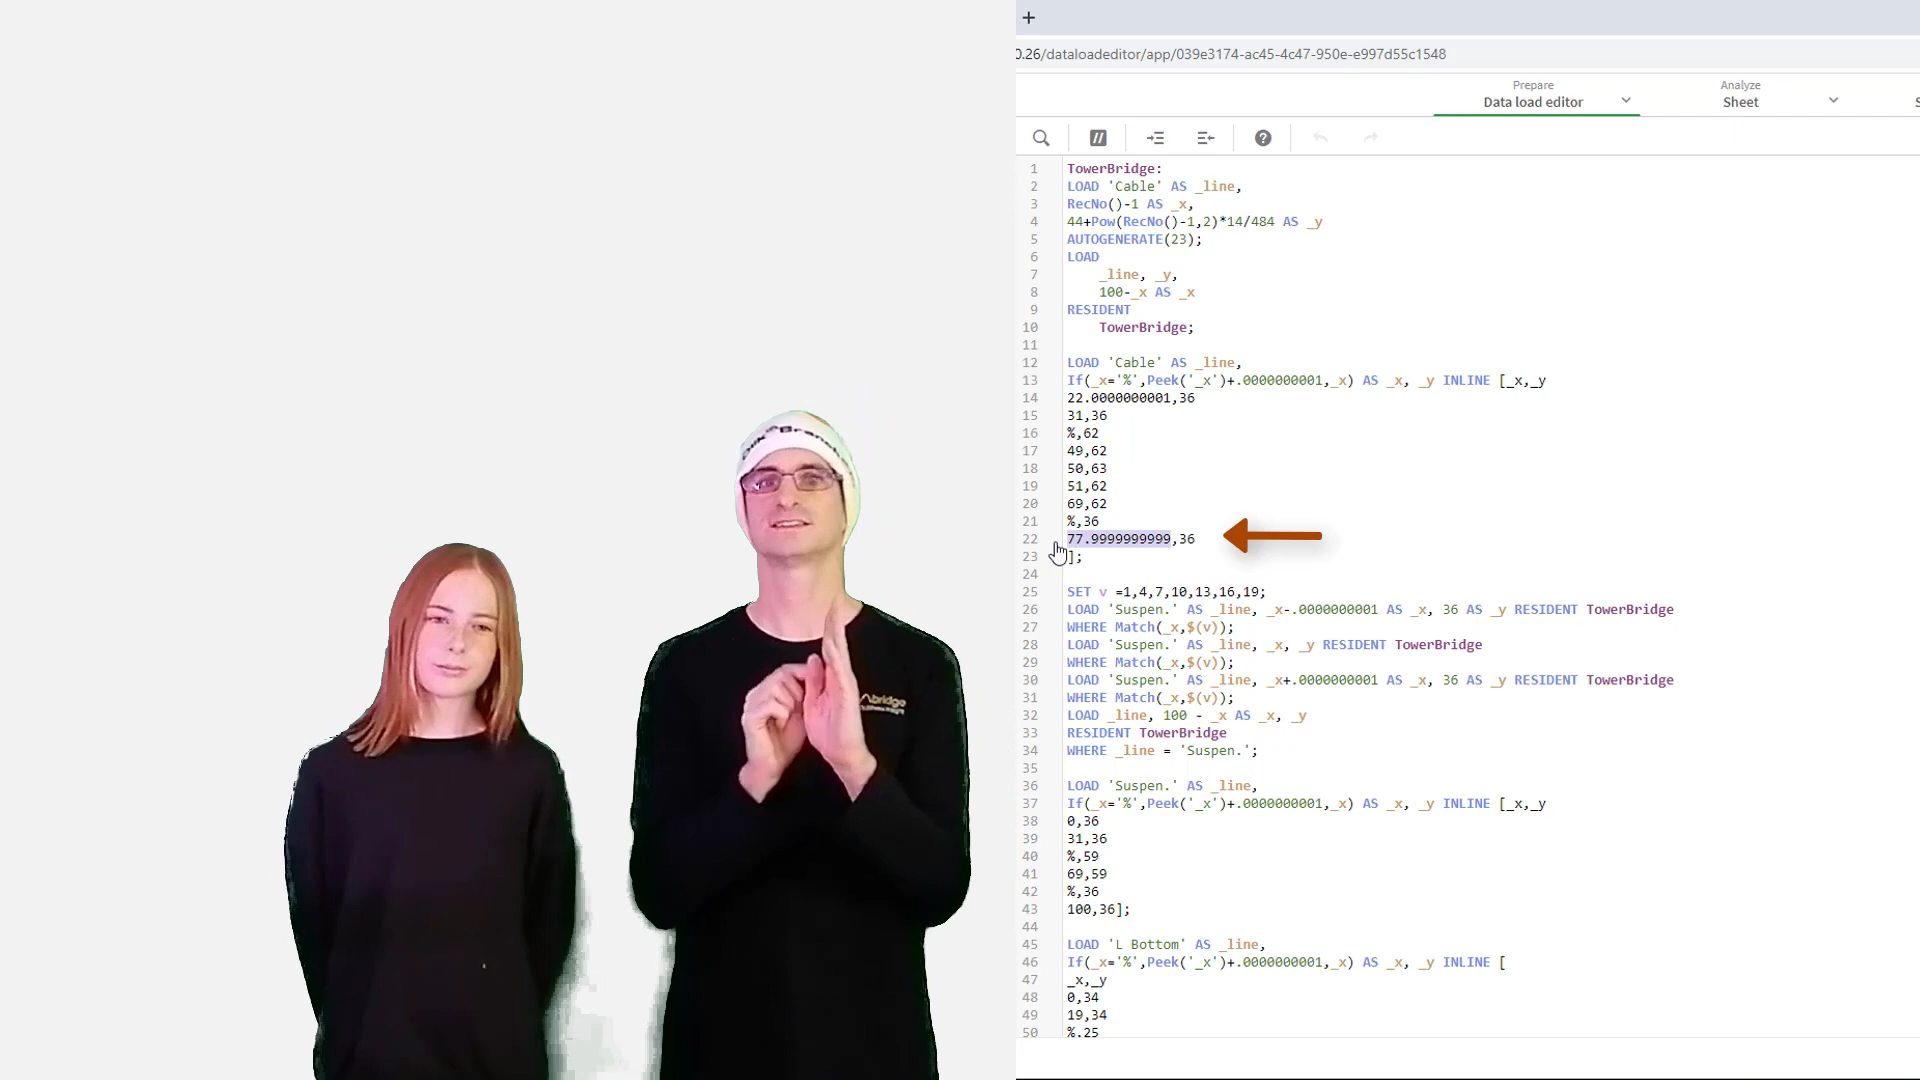 +
0.26/dataloadeditor/app/039e3174-ac45-4c47-950e-e997d55c1548
Prepare
Data load editor
Analyze
Sheet
S
1 TowerBridge:
2 LOAD 'Cable' AS _line,
3 RecNo()-1 AS _x,
4 44+Pow(RecNo()-1,2)*14/484 AS _y
5 AUTOGENERATE(23);
6 LOAD
7 _line, _y,
8 100-_x AS _x
9 RESIDENT
10 TowerBridge;
11
12 LOAD 'Cable' AS _line,
13 If(_x='%',Peek('_x')+.0000000001,_x) AS _x, _y INLINE [_x,_y
14 22.0000000001,36
15 31,36
16 %,62
17 49,62
18 50,63
19 51,62
20 69,62
21 %,36
22 77.9999999999,36
23 ];
24
25 SET v =1,4,7,10,13,16,19;
26 LOAD 'Suspen.' AS _line, _x-.0000000001 AS _x, 36 AS _y RESIDENT TowerBridge
27 WHERE Match(_x,$(v));
28 LOAD 'Suspen.' AS _line, _x, _y RESIDENT TowerBridge
29 WHERE Match(_x,$(v));
30 LOAD 'Suspen.' AS _line, _x+.0000000001 AS _x, 36 AS _y RESIDENT TowerBridge
31 WHERE Match(_x,$(v));
32 LOAD _line, 100 - _x AS _x, _y
33 RESIDENT TowerBridge
34 WHERE _line = 'Suspen.';
35
36 LOAD 'Suspen.' AS _line,
37 If(_x='%',Peek('_x')+.0000000001,_x) AS _x, _y INLINE [_x,_y
38 0,36
39 31,36
40 %,59
41 69,59
42 %,36
43 100,36];
44
45 LOAD 'L Bottom' AS _line,
46 If(_x='%',Peek('_x')+.0000000001,_x) AS _x, _y INLINE [
47 _x,_y
48 0,34
49 19,34
50 %,25
bridge